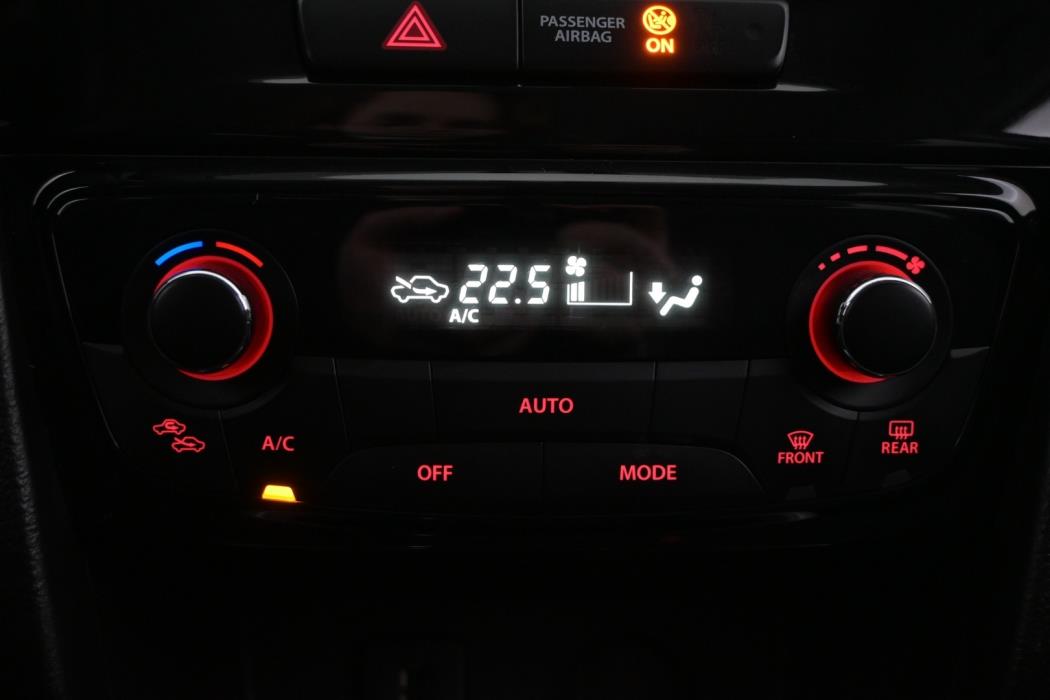 PASSENGER
AIRBAG
ON
22.5
A/C
AUTO
A/C
OFF
MODE
FRONT
REAR